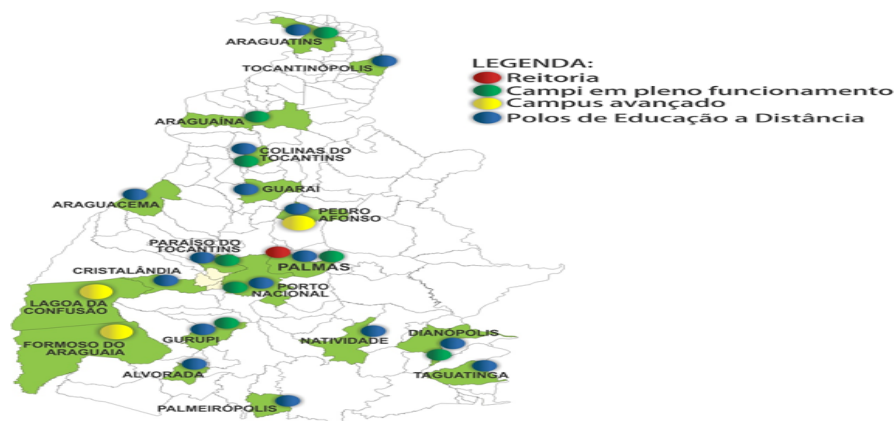 ARAGUATINS
TOCANTINÓPOLIS
LEGENDA:
Reitoria
Campi em pleno funcionamento
Campus avançado
Polos de Educação a Distância
ARAGUAÍNA
COLINAS DO
TOCANTINS
GUARAÍ
ARAGUACEMA
PEDRO
AFONSO
PARAÍSO DO
TOCANTINS
PALMAS
CRISTALÂNDIA
PORTO
NACIONAL
LAGOA DA
CONFUSÃO
FORMOSO DO
ARAGUAIA
GURUPI
NATIVIDADE
DIANÓPOLIS
ALVORADA
TAGUATINGA
PALMEIRÓPOLIS